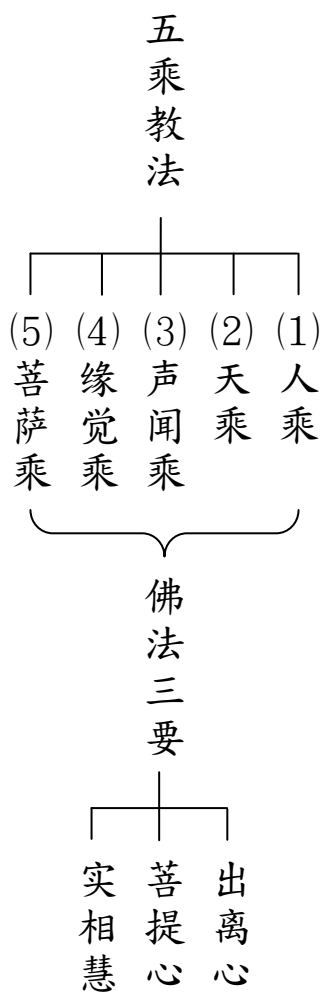 五乘教法
(1)人乘
(2)天乘
(3)声闻乘
(4)缘觉乘
(5)菩萨乘
佛法三要
出离心
菩提心
实相慧